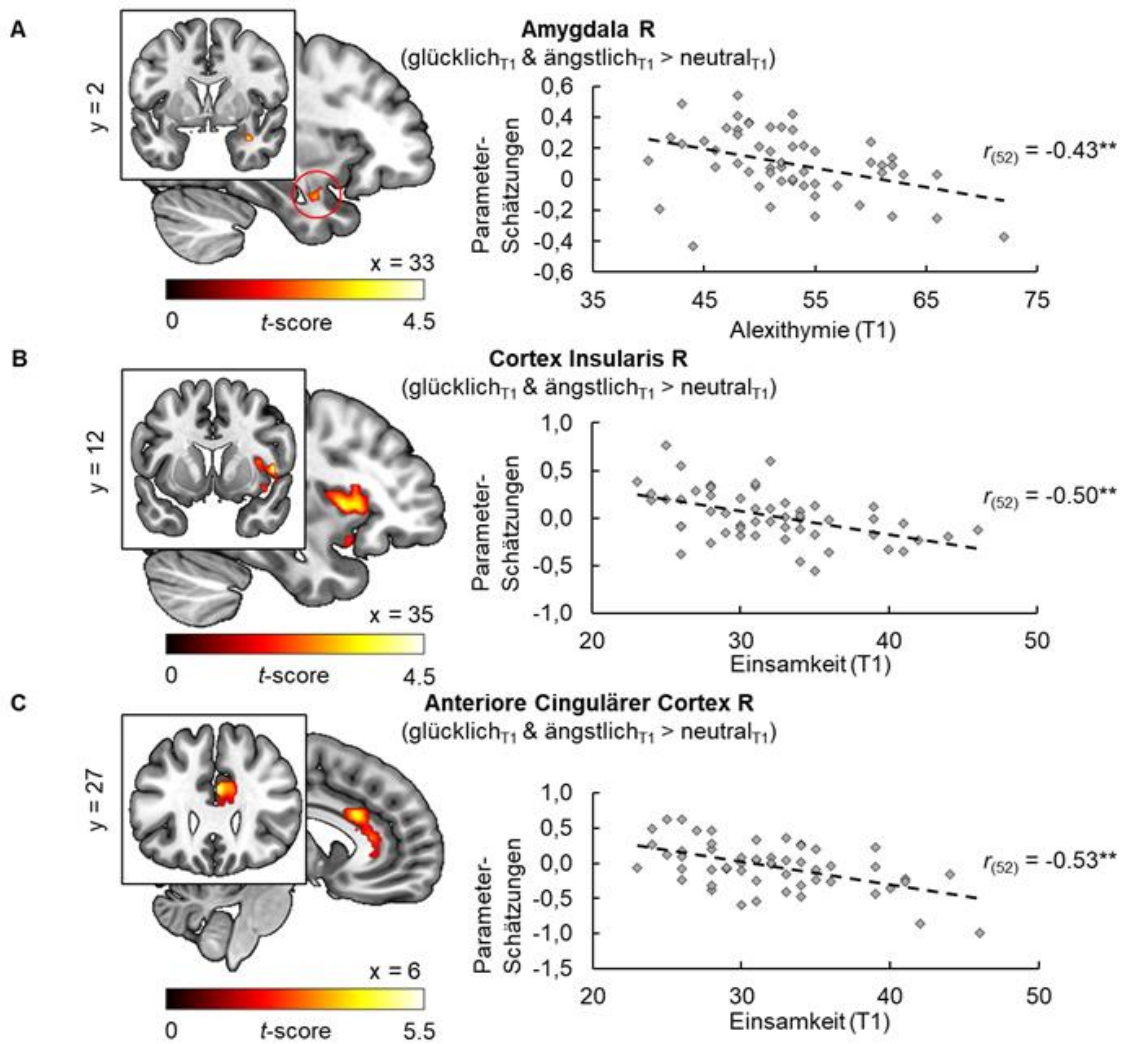 A
Amygdala R
(glücklichT1 & ängstlichT1 > neutralT1)
y = 2
x = 33
0
4.5
t-score
Parameter-
Schätzungen
0,6
0,4
0,2
0
-0,2
-0,4
-0,6
35
45
55
65
75
Alexithymie (T1)
r(52) = -0.43**
B
Cortex Insularis R
(glücklichT1 & ängstlichT1 > neutralT1)
y = 12
x = 35
0
4.5
t-score
Parameter-
Schätzungen
1,0
0,5
0,0
-0,5
-1,0
20
30
40
50
Einsamkeit (T1)
r(52) = -0.50**
C
Anteriore Cingulärer Cortex R
(glücklichT1 & ängstlichT1 > neutralT1)
y = 27
x = 6
0
5.5
t-score
Parameter-
Schätzungen
1,0
0,5
0,0
-0,5
-1,0
-1,5
20
30
40
50
Einsamkeit (T1)
r(52) = -0.53**